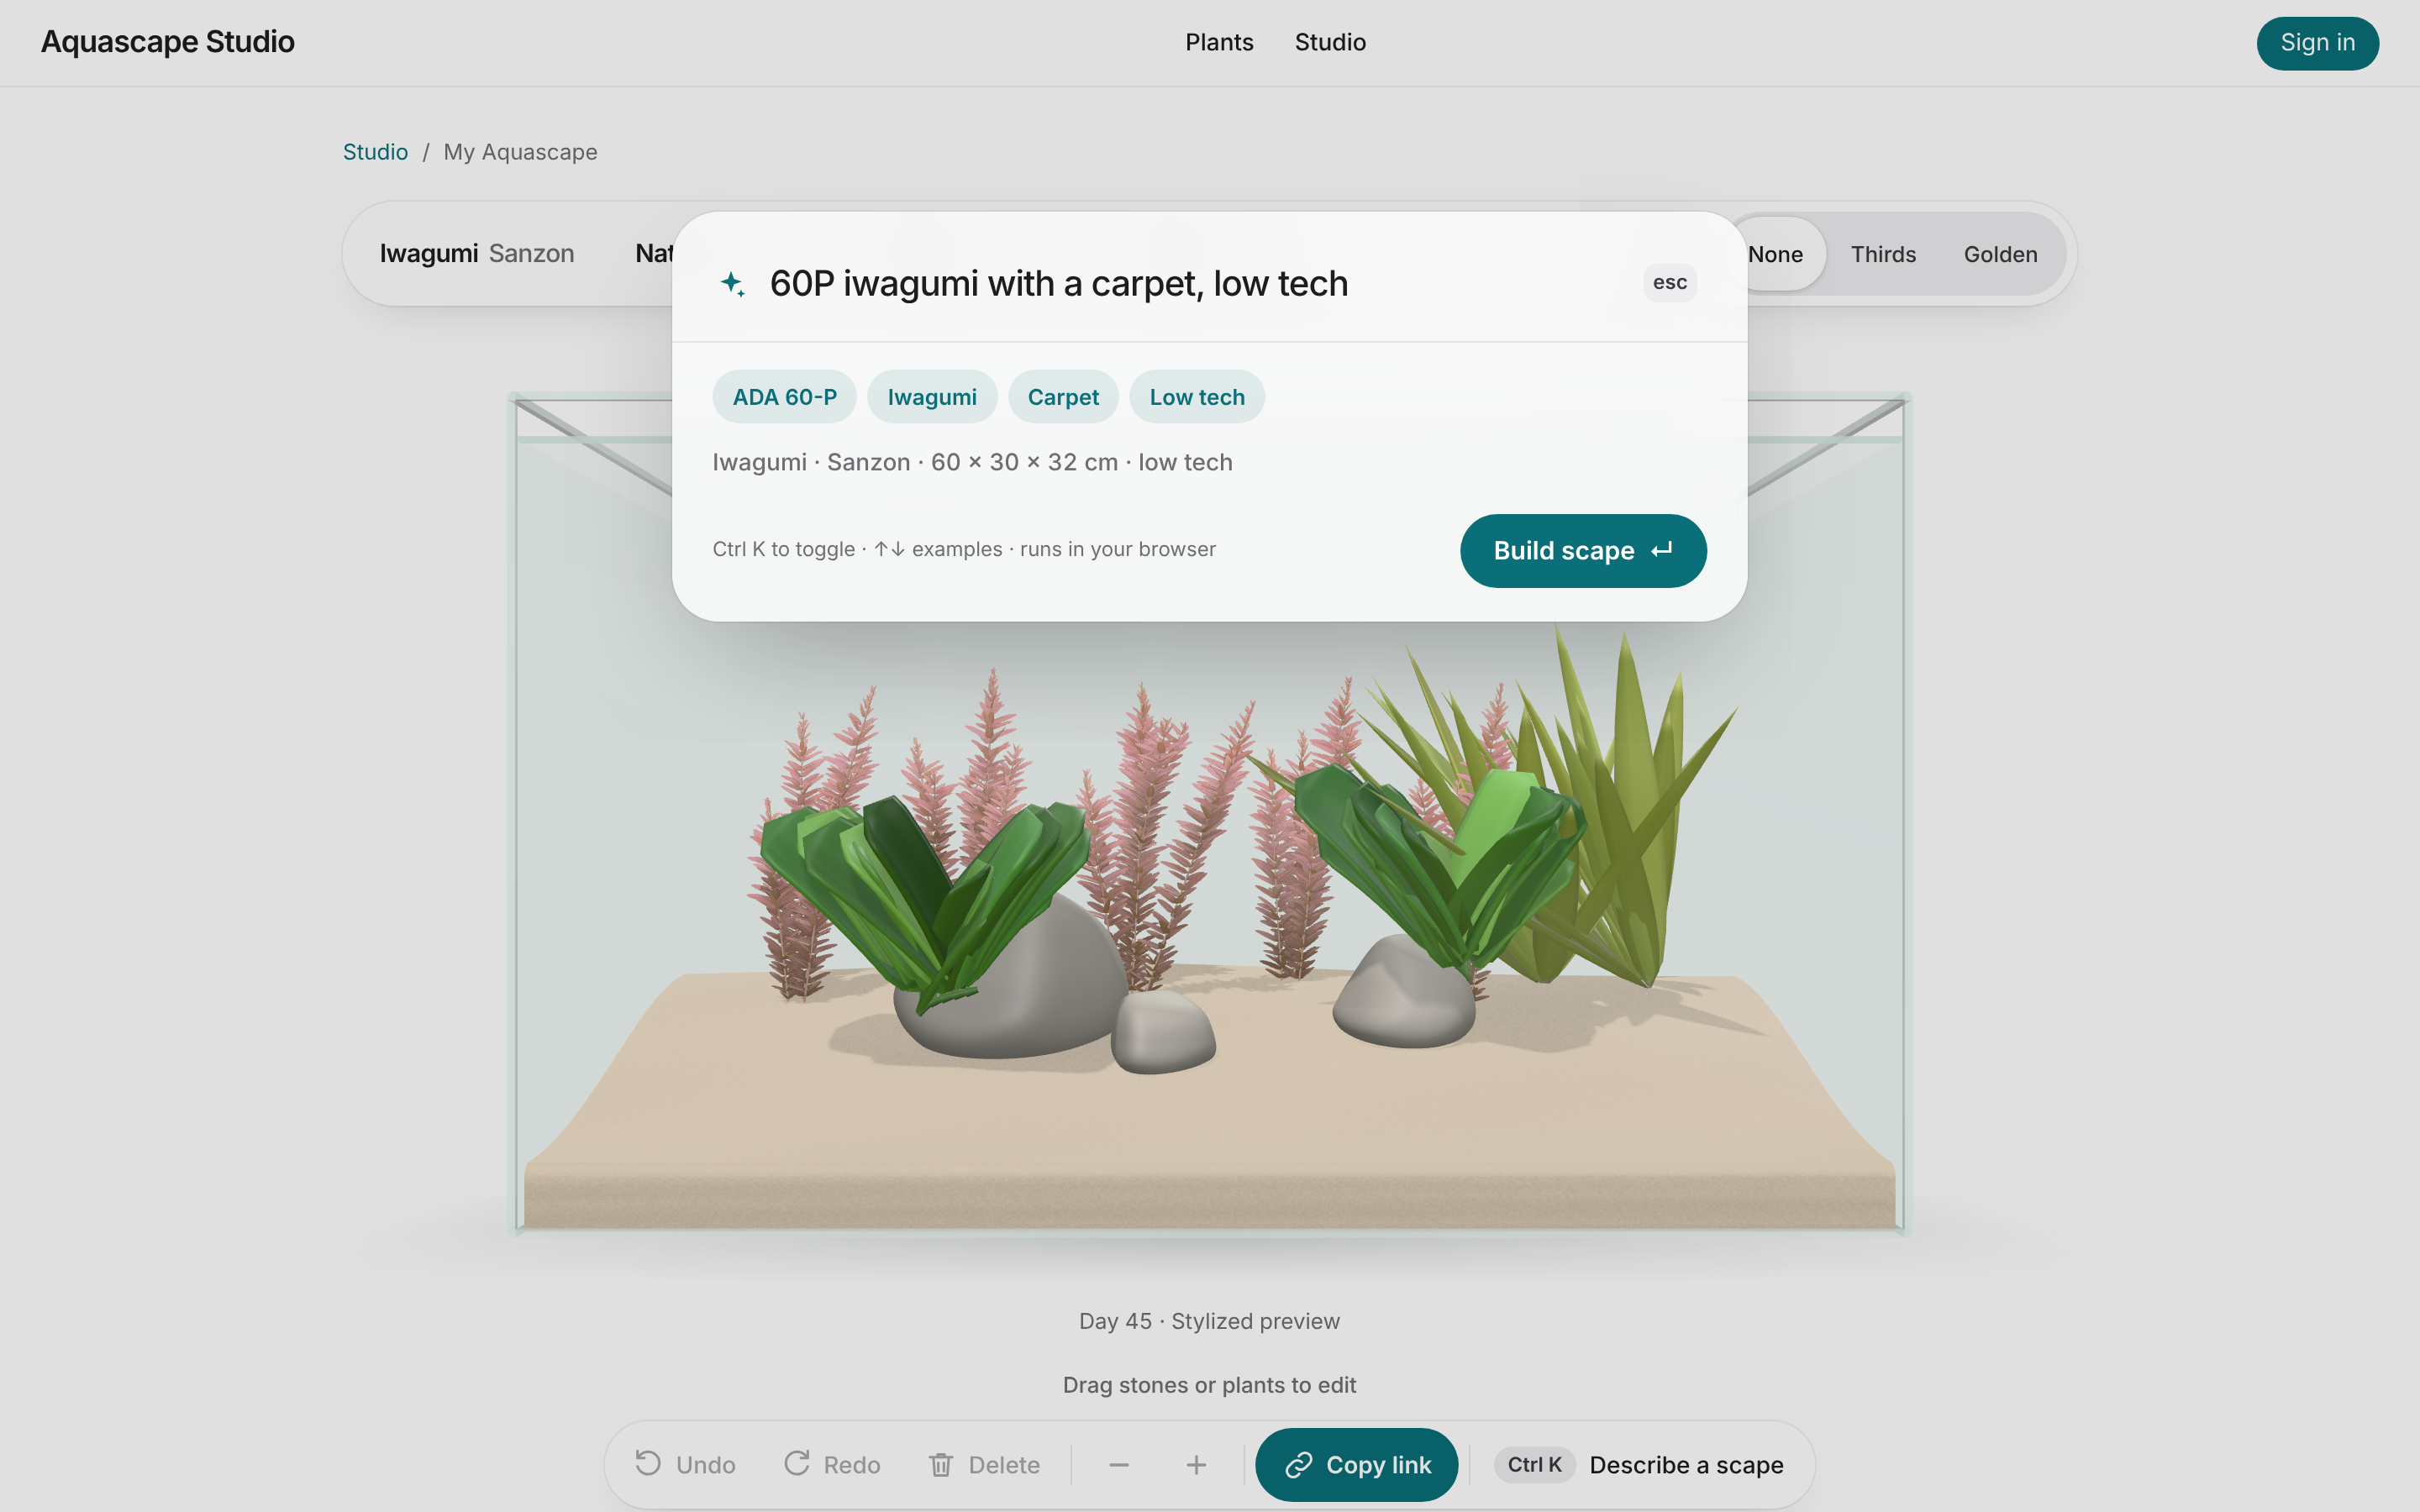 Aquascape Studio
Plants
Studio
Sign in
Studio / My Aquascape
Iwagumi Sanzon
Nat
None
Thirds
Golden
60P iwagumi with a carpet, low tech
esc
ADA 60-P
Iwagumi
Carpet
Low tech
Iwagumi · Sanzon · 60 × 30 × 32 cm · low tech
Ctrl K to toggle · ↑↓ examples · runs in your browser
Build scape ↵
Day 45 · Stylized preview
Drag stones or plants to edit
Undo
Redo
Delete
− +
Copy link
Ctrl K
Describe a scape